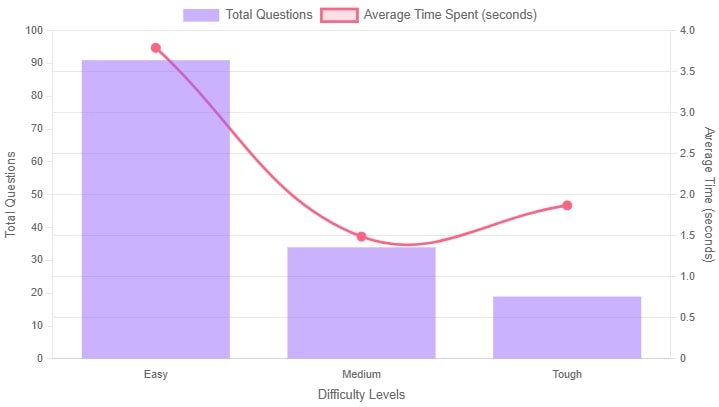 Total Questions Average Time Spent (seconds)
100 4.0
90 3.5
80 3.0
70 2.5
60 2.0
50 1.5
40 1.0
30 0.5
20 0
10
0
Total Questions
Average Time (seconds)
Easy Medium Tough
Difficulty Levels